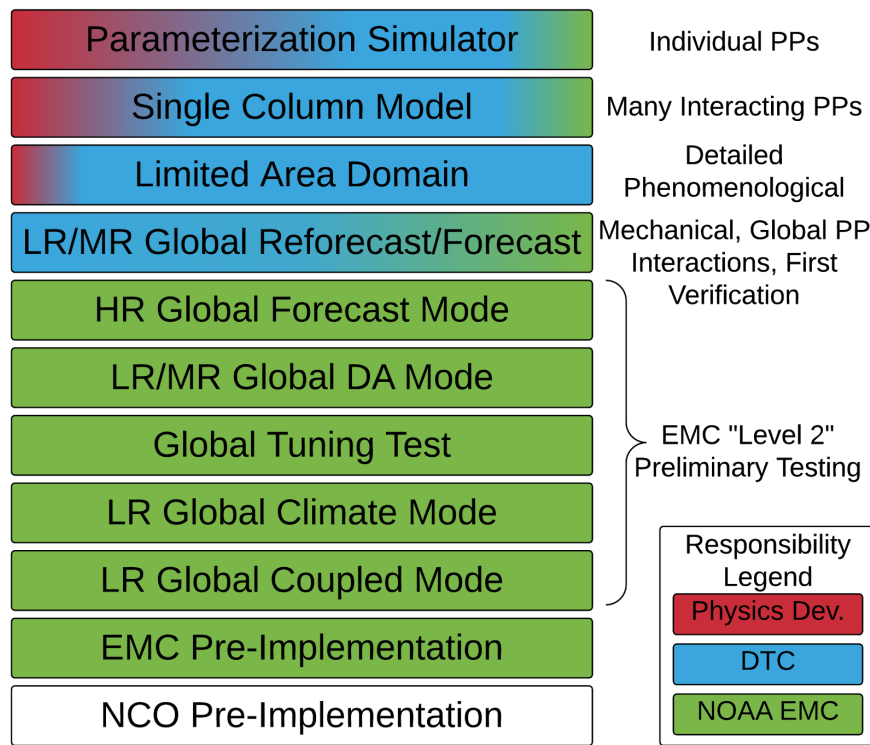 Parameterization Simulator
Individual PPs
Single Column Model
Many Interacting PPs
Limited Area Domain
Detailed
Phenomenological
LR/MR Global Reforecast/Forecast
Mechanical, Global PP
Interactions, First
Verification
HR Global Forecast Mode
LR/MR Global DA Mode
Global Tuning Test
LR Global Climate Mode
LR Global Coupled Mode
EMC "Level 2"
Preliminary Testing
EMC Pre-Implementation
NCO Pre-Implementation
Responsibility
Legend
Physics Dev.
DTC
NOAA EMC